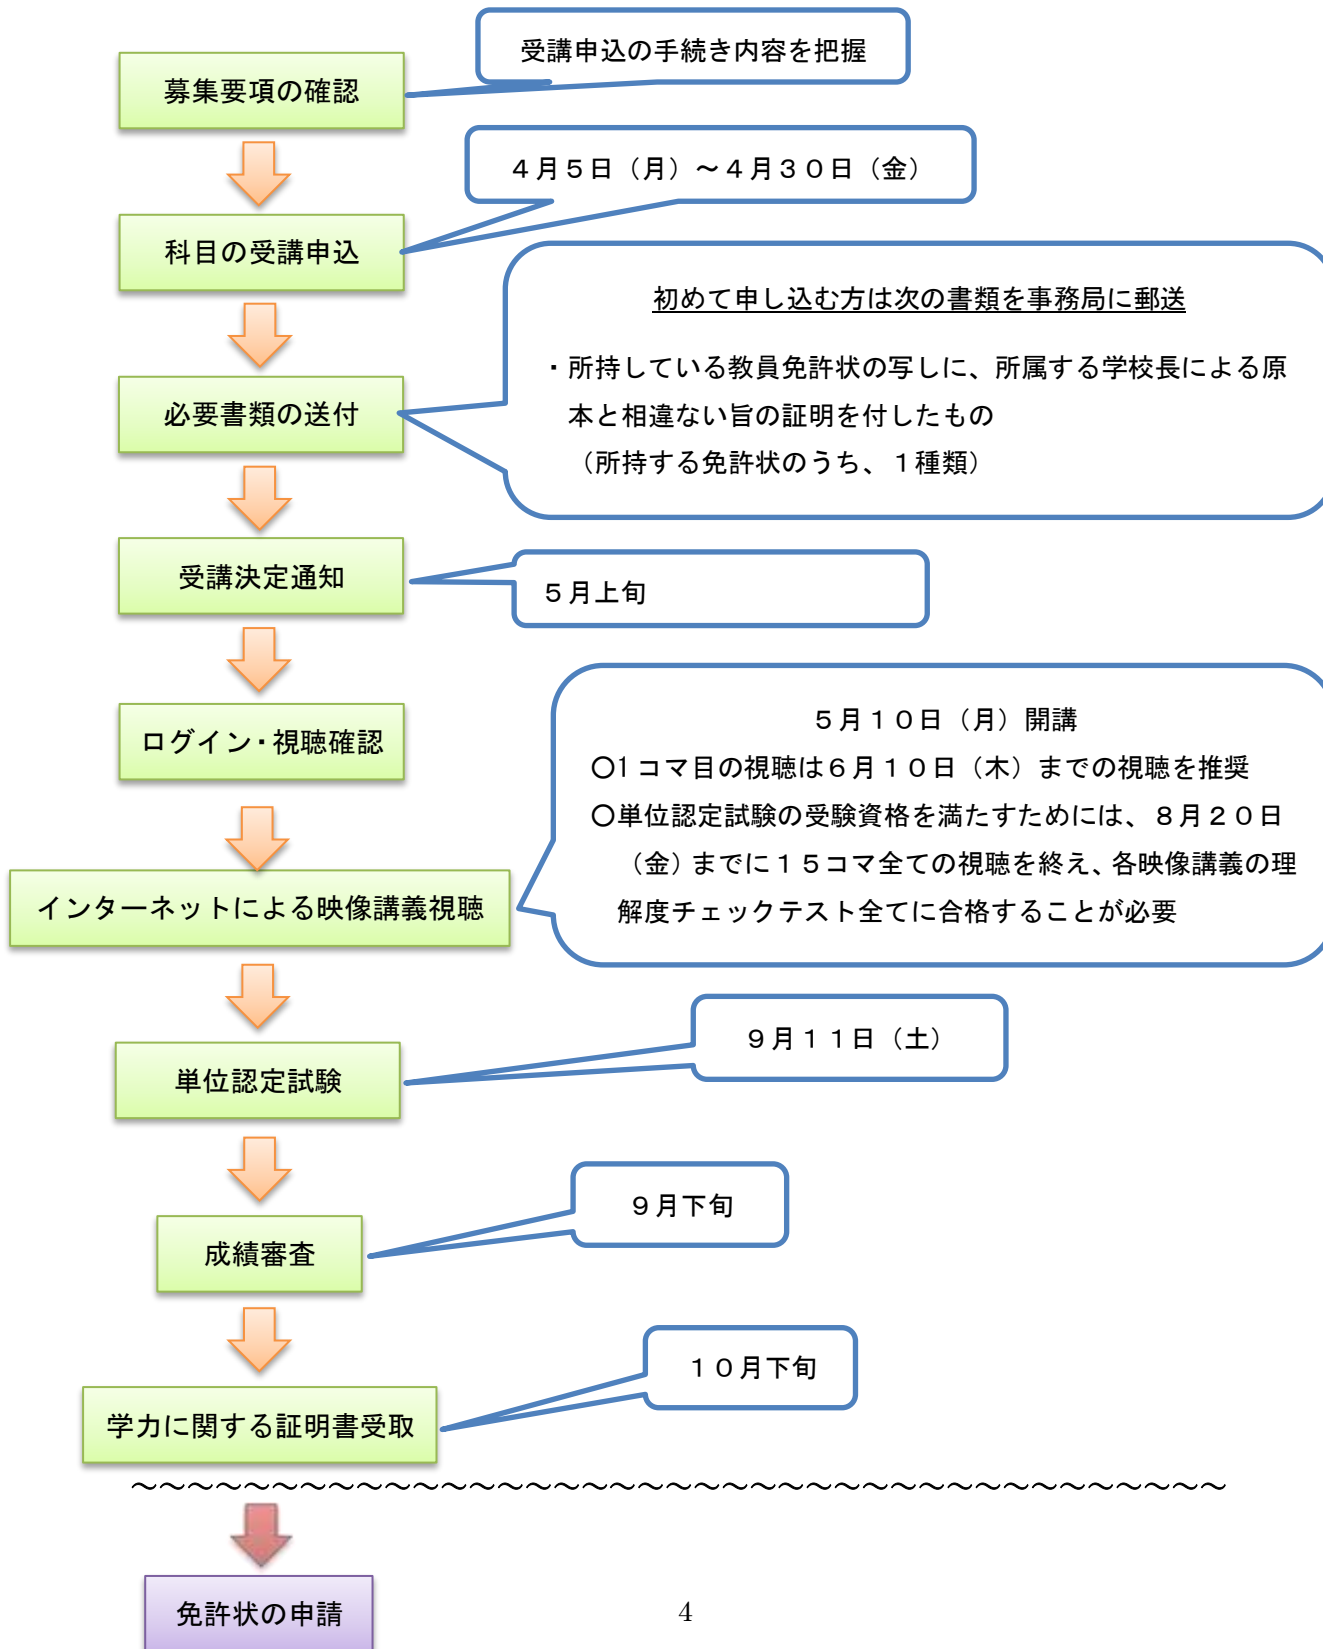 受講申込の手続き内容を把握
募集要項の確認
４月５日（月）～４月３０日（金）
科目の受講申込
初めて申し込む方は次の書類を事務局に郵送
・所持している教員免許状の写しに、所属する学校長による原
本と相違ない旨の証明を付したもの
（所持する免許状のうち、１種類）
必要書類の送付
受講決定通知
５月上旬
ログイン・視聴確認
５月１０日（月）開講
〇1コマ目の視聴は６月１０日（木）までの視聴を推奨
〇単位認定試験の受験資格を満たすためには、８月２０日
（金）までに１５コマ全ての視聴を終え、各映像講義の理
解度チェックテスト全てに合格することが必要
インターネットによる映像講義視聴
９月１１日（土）
単位認定試験
９月下旬
成績審査
１０月下旬
学力に関する証明書受取
～～～～～～～～～～～～～～～～～～～～～～～～～～～～～～～～～～～～～～～
免許状の申請
4